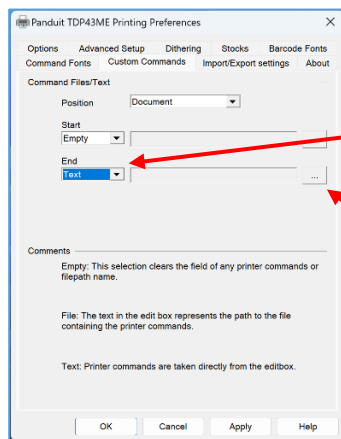 Panduit TDP43ME Printing Preferences
Options Advanced Setup Dithering Stocks Barcode Fonts
Command Fonts Custom Commands Import/Export settings About
Command Files/Text
Position Document
Start
Empty
End
Text ...
Comments
Empty: This selection clears the field of any printer commands or
filepath name.
File: The text in the edit box represents the path to the file
containing the printer commands.
Text: Printer commands are taken directly from the editbox.
OK Cancel Apply Help